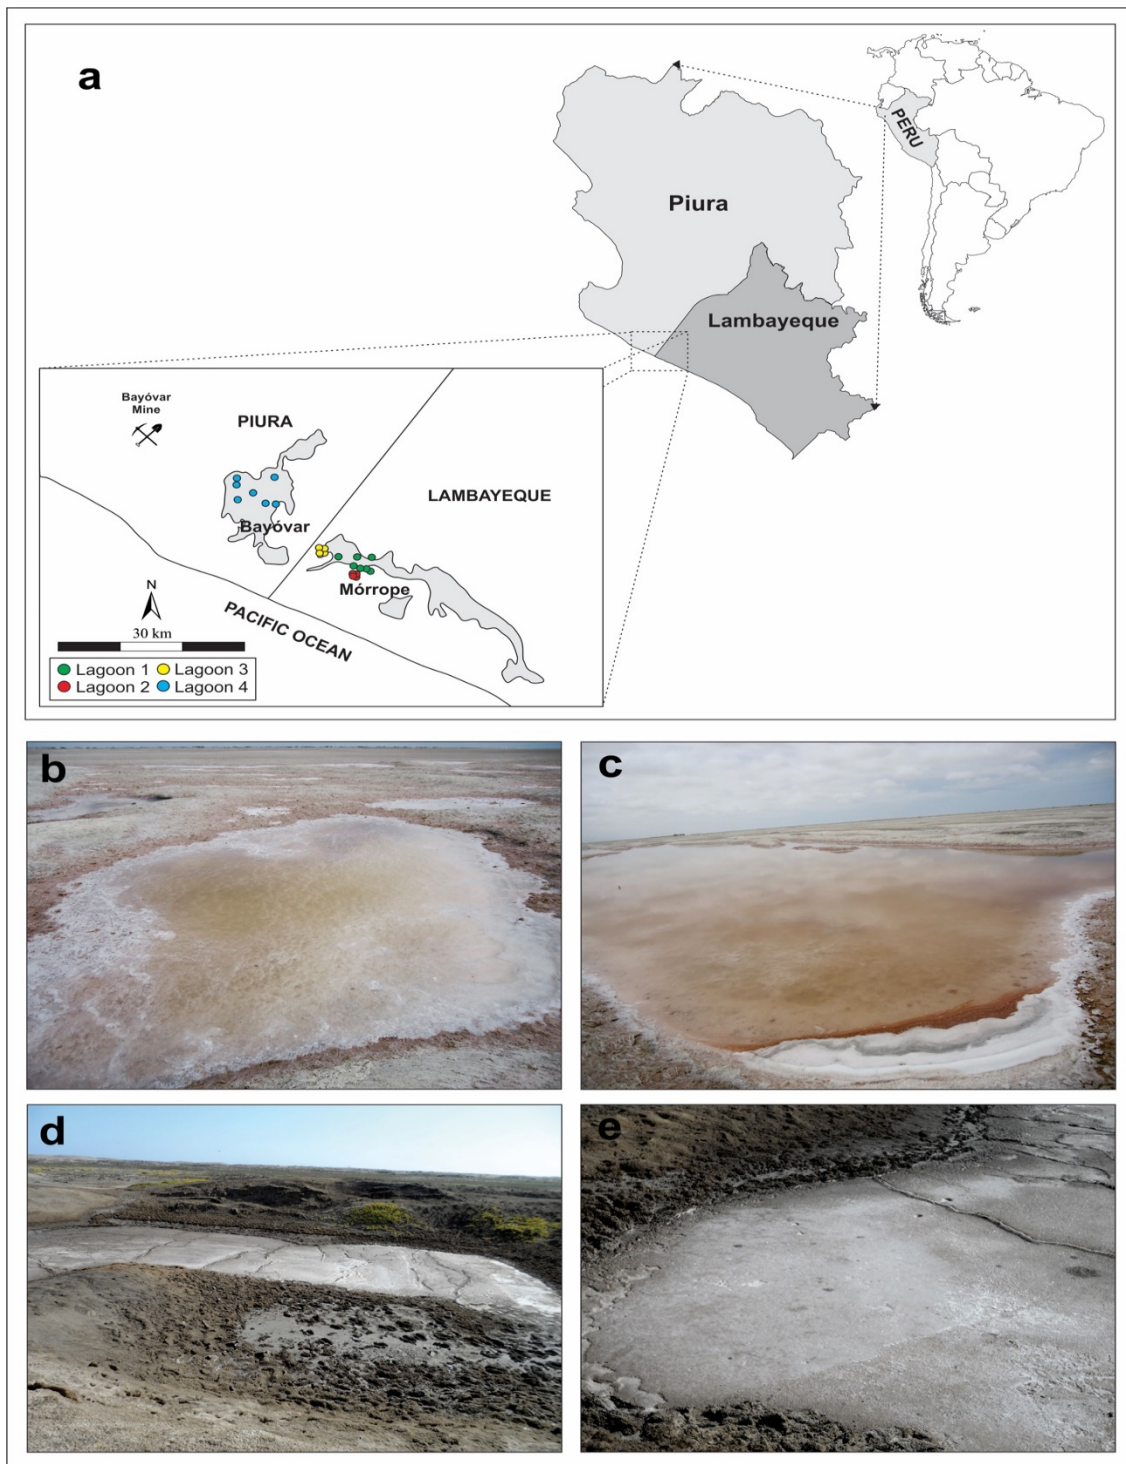 a
PERU
Piura
Lambayeque
Bayóvar
Mine
PIURA
LAMBAYEQUE
Bayóvar
Mórrope
N
30 km
PACIFIC OCEAN
Lagoon 1
Lagoon 3
Lagoon 2
Lagoon 4
b
c
d
e